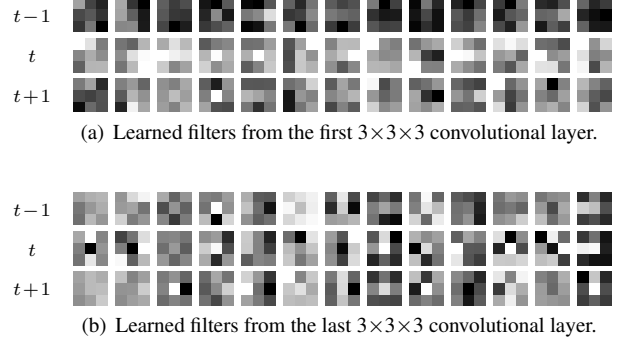 t−1
t
t+1
(a) Learned filters from the first 3×3×3 convolutional layer.
t−1
t
t+1
(b) Learned filters from the last 3×3×3 convolutional layer.